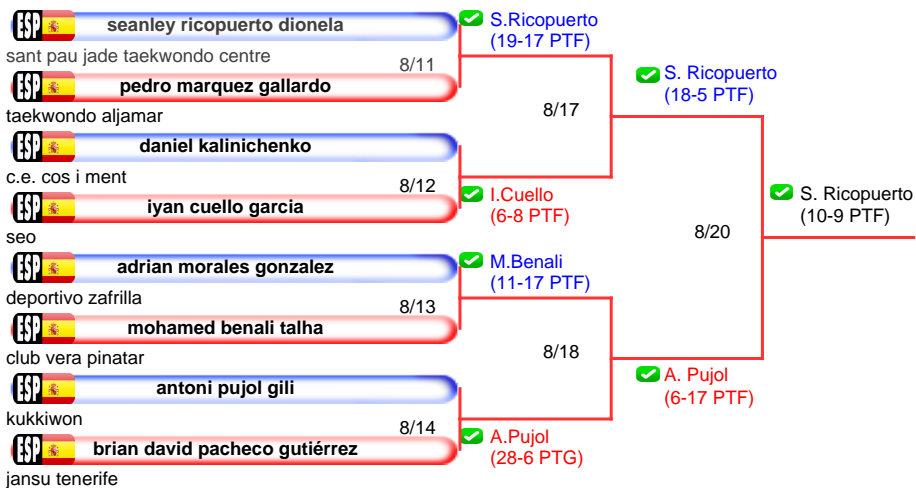 ESP seanley ricopuerto dionela
sant pau jade taekwondo centre
8/11
ESP pedro marquez gallardo
taekwondo aljamar
S.Ricopuerto
(19-17 PTF)
ESP daniel kalinichenko
c.e. cos i ment
8/12
ESP iyan cuello garcia
seo
I.Cuello
(6-8 PTF)
8/17
S. Ricopuerto
(18-5 PTF)
ESP adrian morales gonzalez
deportivo zafrilla
8/13
ESP mohamed benali talha
club vera pinatar
M.Benali
(11-17 PTF)
ESP antoni pujol gili
kukkiwon
8/14
ESP brian david pacheco gutiérrez
jansu tenerife
A.Pujol
(28-6 PTG)
8/18
A. Pujol
(6-17 PTF)
8/20
S. Ricopuerto
(10-9 PTF)